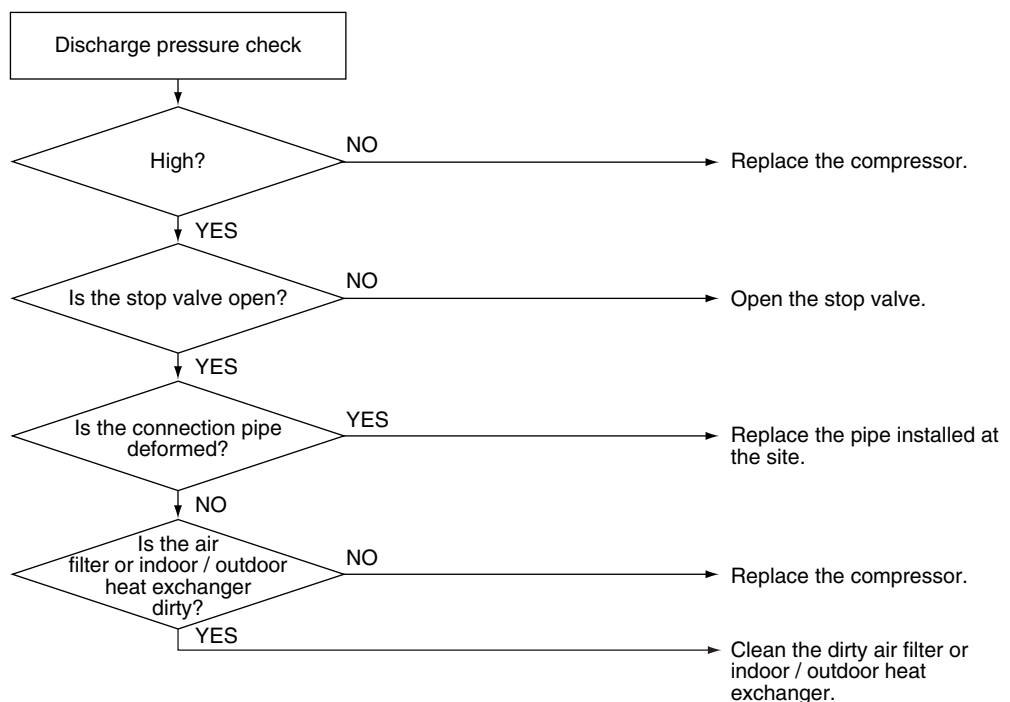 Discharge pressure check
High?
NO
Replace the compressor.
YES
Is the stop valve open?
NO
Open the stop valve.
YES
Is the connection pipe
deformed?
YES
Replace the pipe installed at
the site.
NO
Is the air
filter or indoor / outdoor
heat exchanger
dirty?
NO
Replace the compressor.
YES
Clean the dirty air filter or
indoor / outdoor heat
exchanger.